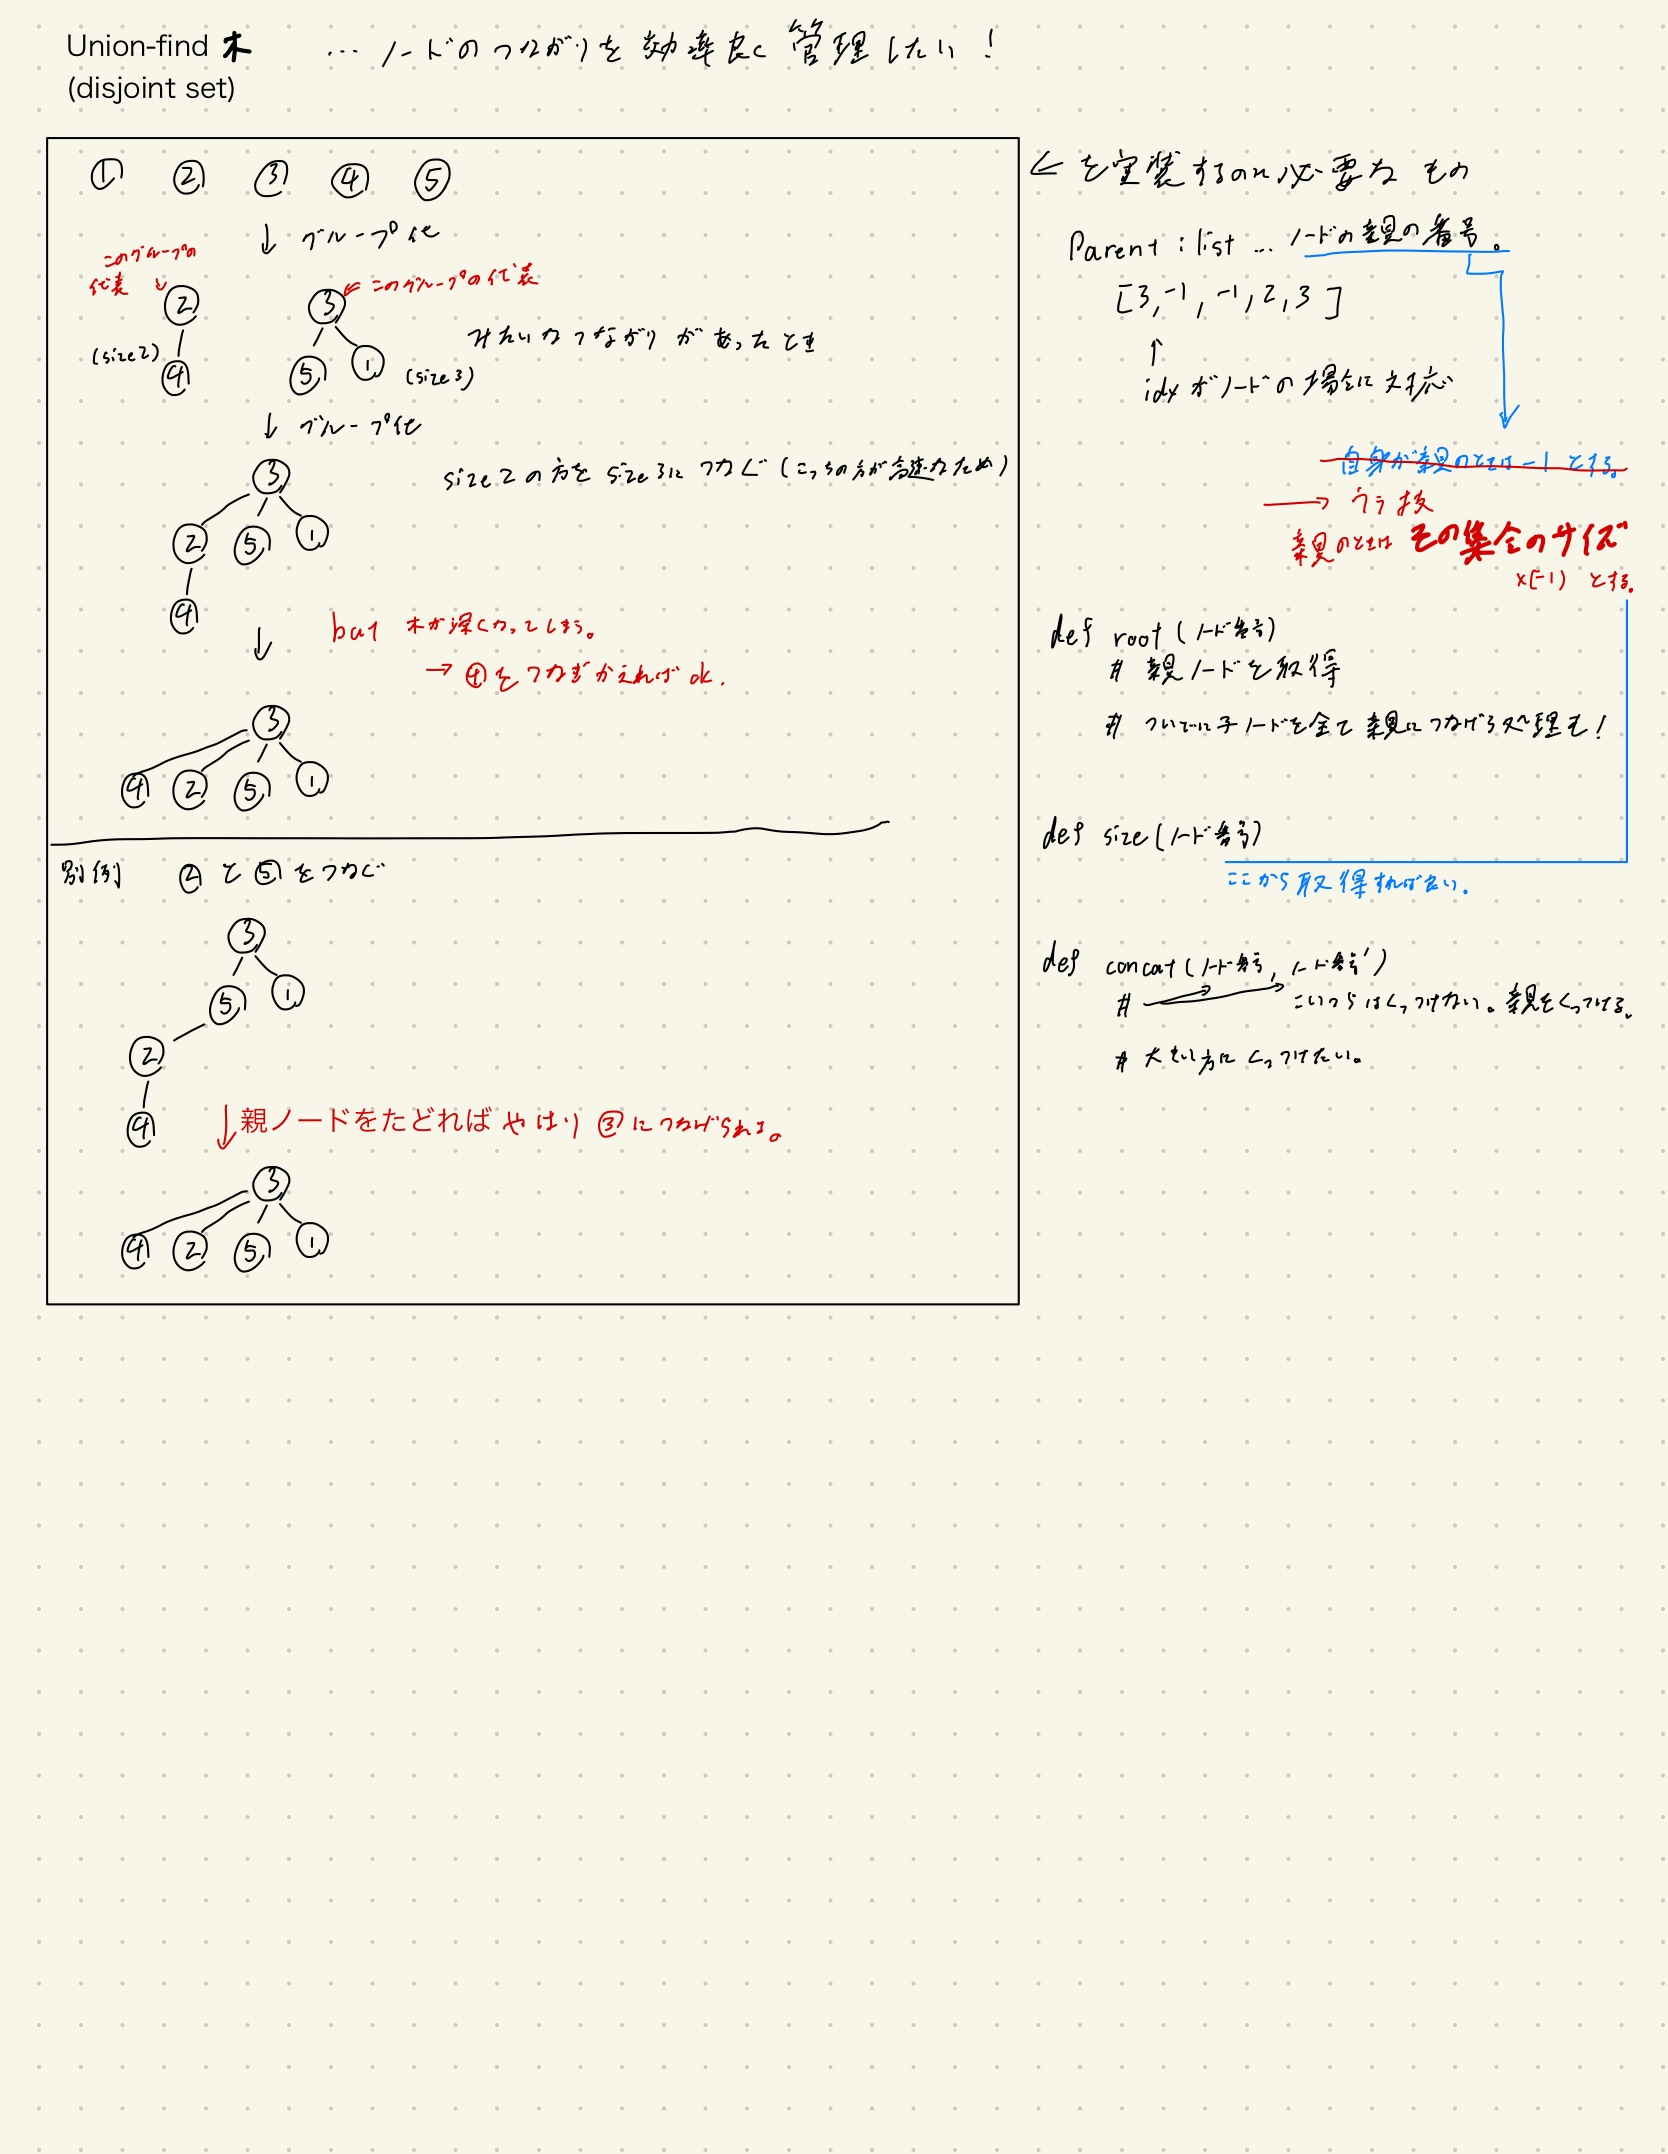 Union-find 木 … ノードのつながりを効率良く管理したい!
(disjoint set)
① ② ③ ④ ⑤
↓ グループ化
このグループの
代表
② ③ ← このグループの代表
みたいなつながりがあったとき
(size2) ④ ⑤ ① (size3)
↓ グループ化
③ size2の方をsize3につなぐ(こっちの方が高速なため)
② ⑤ ①
④
↓ but 木が深くなってしまう。
→ ④をつなぎかえればok.
③
④ ② ⑤ ①
別例 ②と⑤をつなぐ
③
⑤ ①
②
④
↓親ノードをたどれば やはり ③につなげられる。
③
④ ② ⑤ ①
← を実装するのに必要なもの
Parent : list … ノードの親の番号。
[3, -1, -1, 2, 3]
↑
idxがノードの場合に対応
自身が親のときは -1 とする。
→ ウラ技
親のときは その集合のサイズ
×(-1) とする。
def root(ノード番号)
# 親ノードを取得
# ついでに子ノードを全て親につなげる処理も!
def size(ノード番号)
ここから取得すれば良い。
def concat(ノード番号, ノード番号')
# こいつらはくっつけない。親をくっつける。
# 大きい方にくっつけたい。